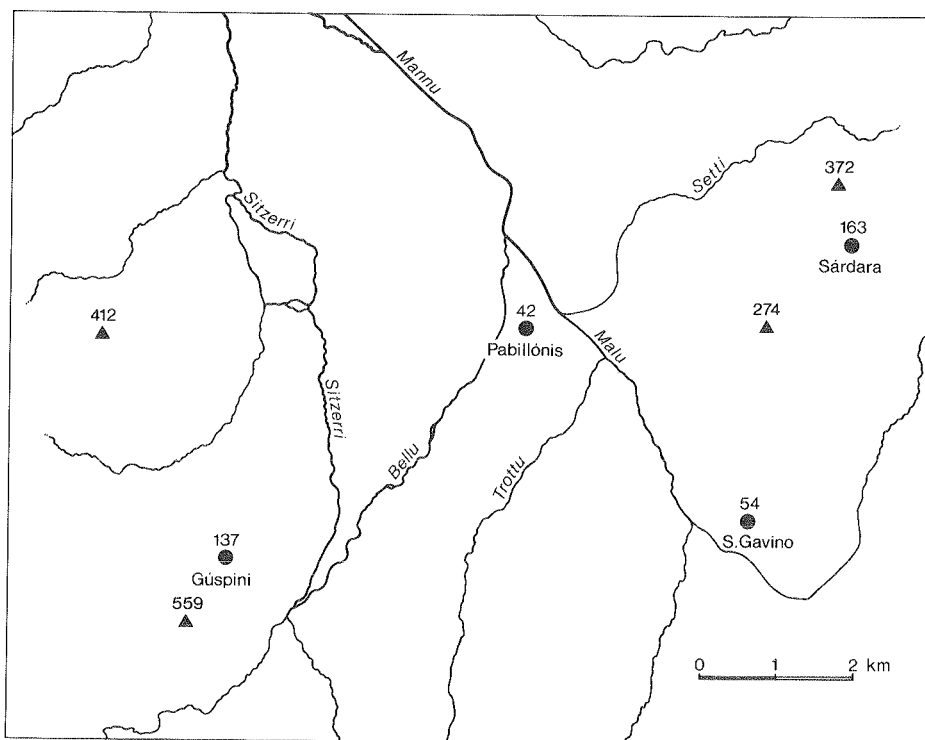 Mannu
Setti
372
163
Sárdara
Sitzerri
412
42
Pabillónis
274
Malu
Sitzerri
Bellu
Trottu
54
S.Gavino
137
Gúspini
559
0 1 2 km